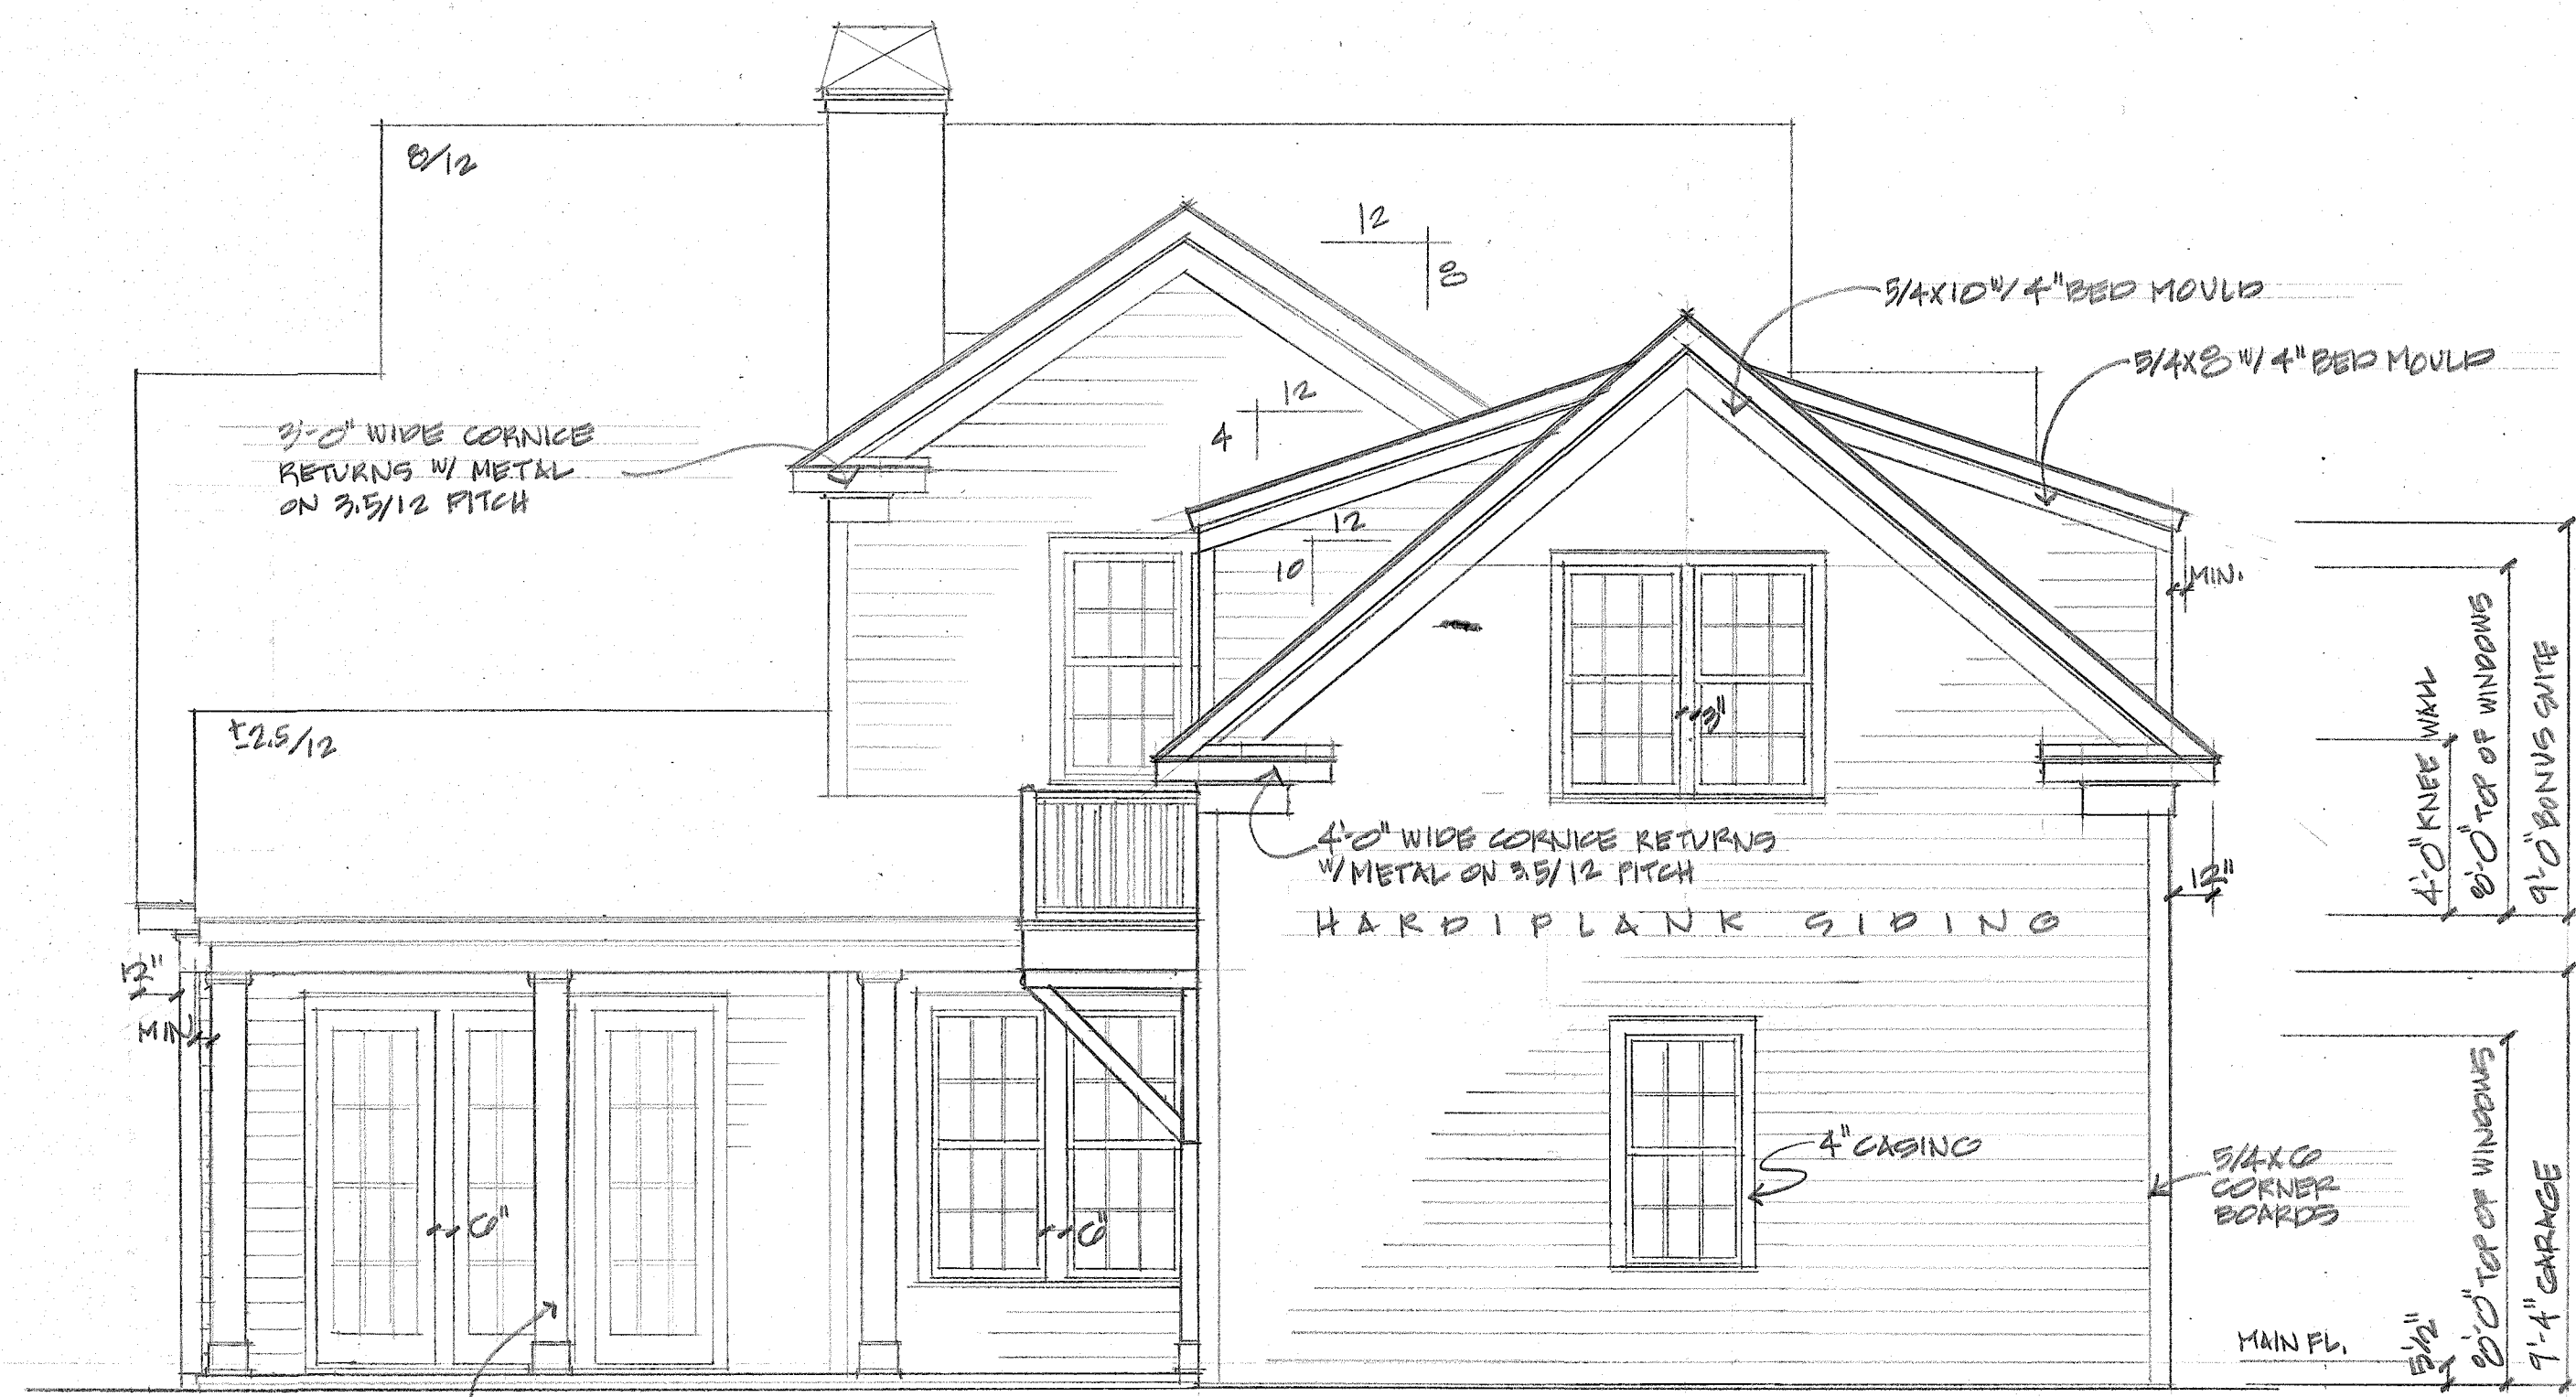 8/12
12
8
5/4X10 W/ 4" BED MOULD
5/4X8 W/ 4" BED MOULD
3'-0" WIDE CORNICE
RETURNS W/ METAL
ON 3.5/12 PITCH
12
4
12
10
MIN.
3"
±2.5/12
4'-0" KNEE WALL
8'-0" TOP OF WINDOWS
9'-0" BONUS SUITE
4'-0" WIDE CORNICE RETURNS
W/ METAL ON 3.5/12 PITCH
12"
HARDIPLANK SIDING
12"
MIN
4" CASING
5/4X6
CORNER
BOARDS
6"
6"
MAIN FL.
5 1/2"
8'-0" TOP OF WINDOWS
9'-4" GARAGE